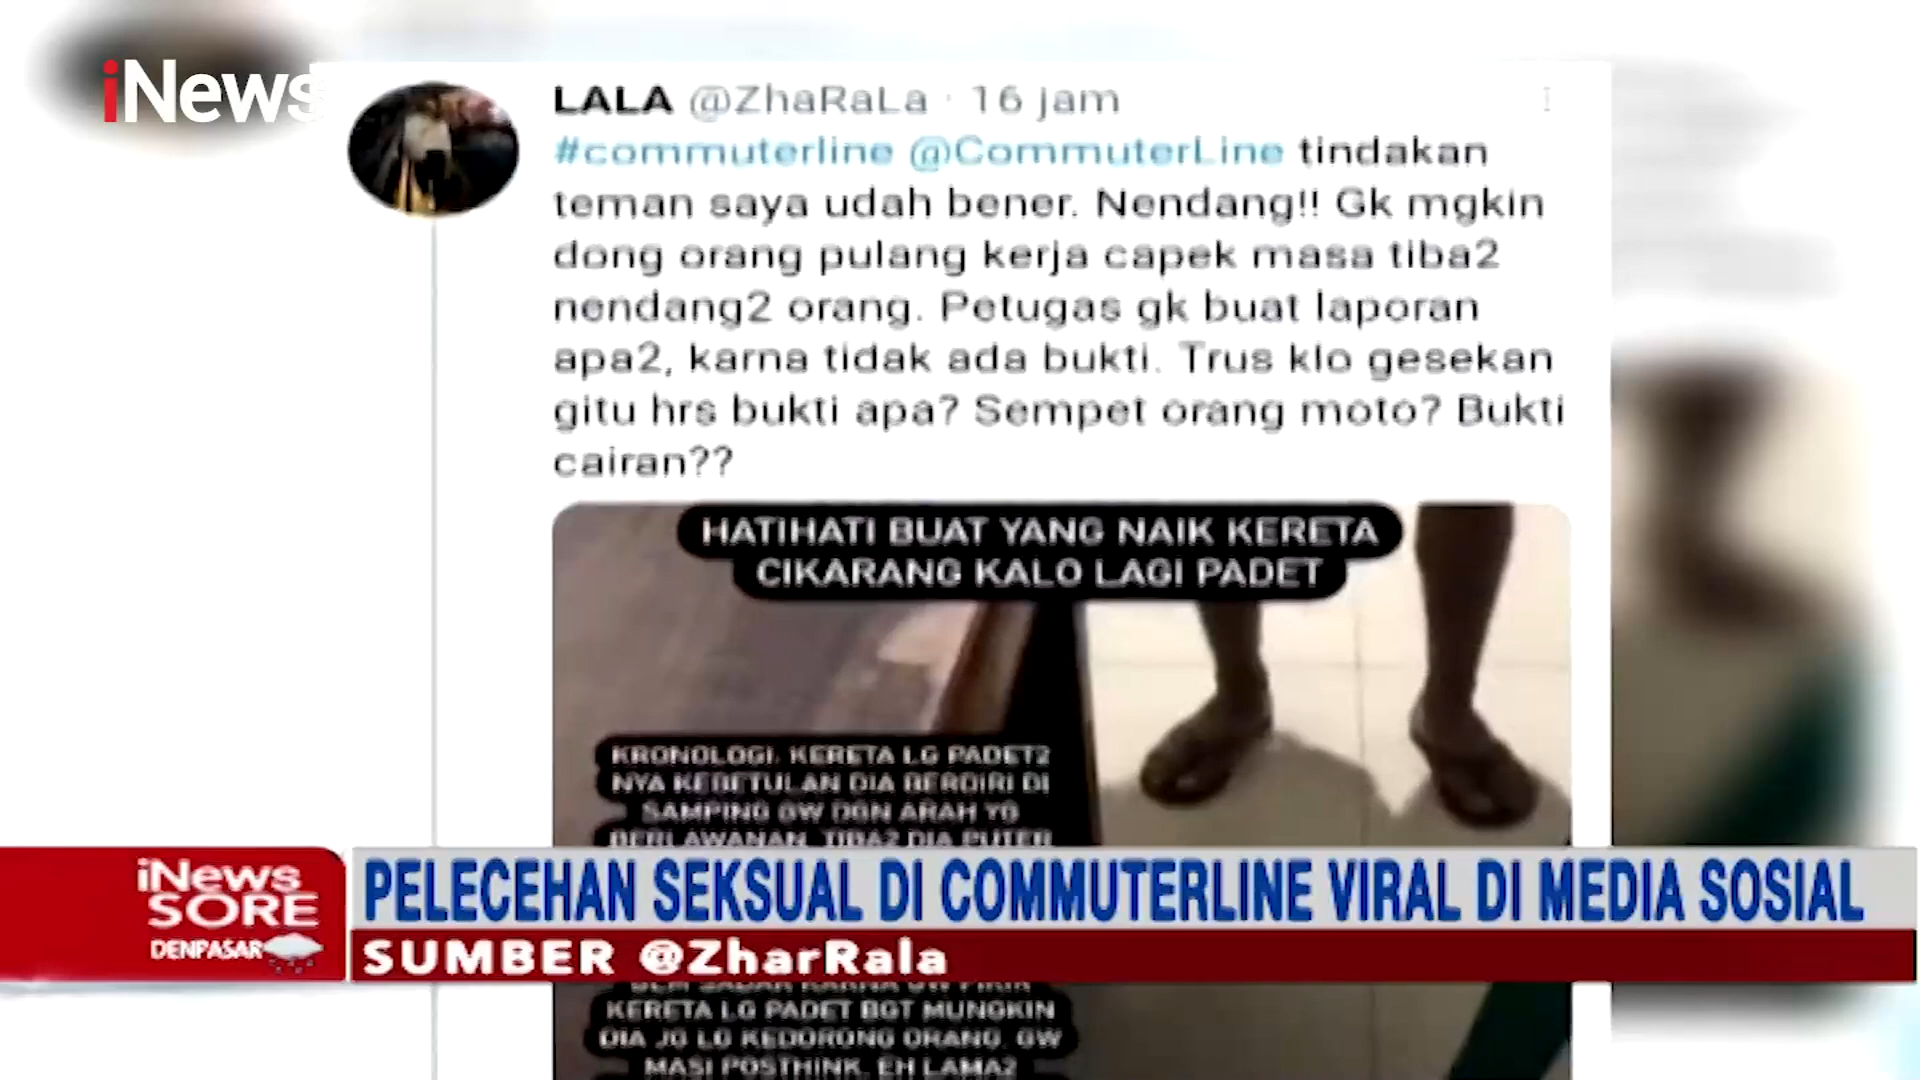 iNews
LALA @ZhaRaLa · 16 jam
#commuterline @CommuterLine tindakan
teman saya udah bener. Nendang!! Gk mgkin
dong orang pulang kerja capek masa tiba2
nendang2 orang. Petugas gk buat laporan
apa2, karna tidak ada bukti. Trus klo gesekan
gitu hrs bukti apa? Sempet orang moto? Bukti
cairan??
HATIHATI BUAT YANG NAIK KERETA
CIKARANG KALO LAGI PADET
KRONOLOGI. KERETA LG PADET2
NYA KEBETULAN DIA BERDIRI DI
SAMPING GW DGN ARAH YG
BERLAWANAN. TIBA2 DIA PUTER
iNews
SORE
DENPASAR
PELECEHAN SEKSUAL DI COMMUTERLINE VIRAL DI MEDIA SOSIAL
SUMBER @ZharRala
KERETA LG PADET BGT MUNGKIN
DIA JG LG KEDORONG ORANG. GW
MASI POSTHINK. EH LAMA2